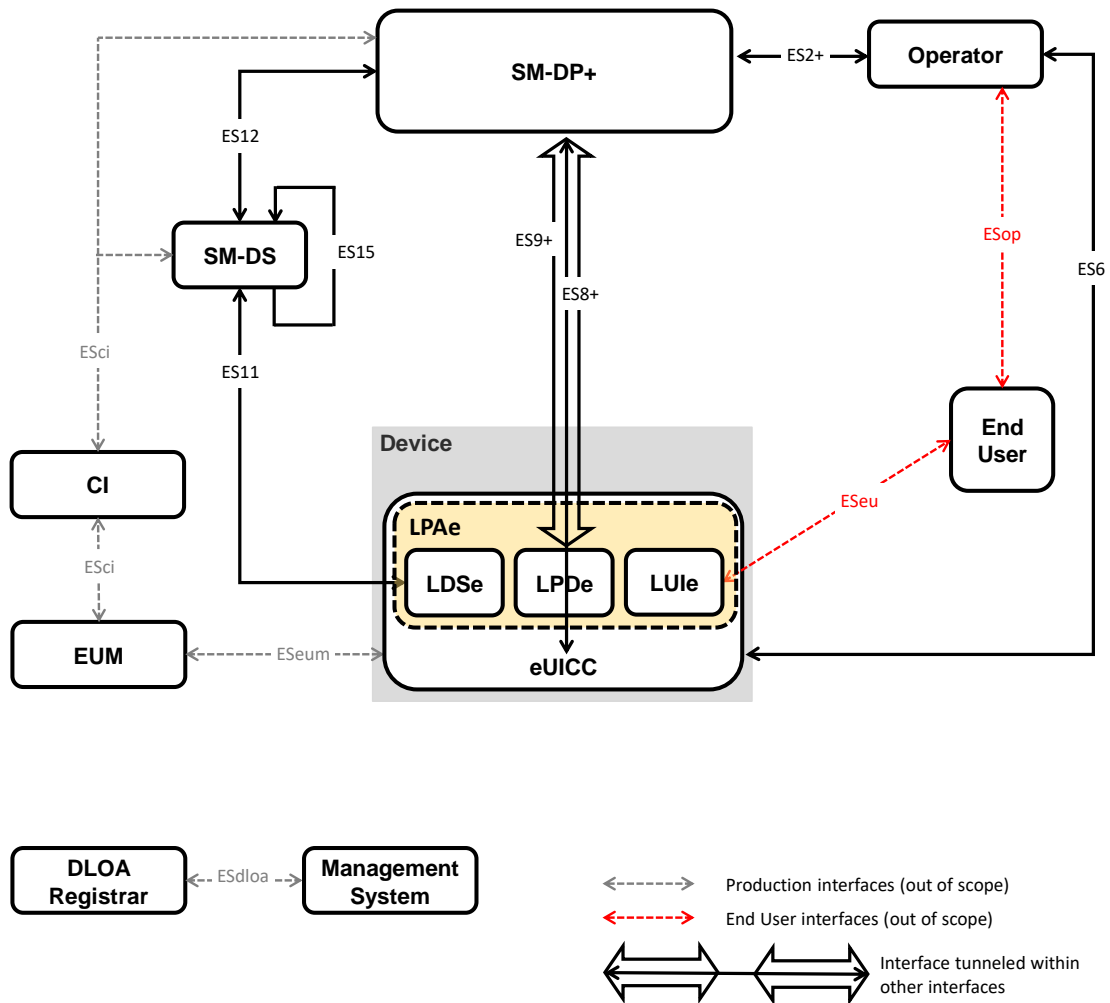 SM-DP+
ES2+
Operator
ES12
SM-DS
ES15
ES9+
ES8+
ESop
ES6
ESci
ES11
End
User
Device
CI
ESeu
LPAe
ESci
LDSe
LPDe
LUIe
EUM
ESeum
eUICC
DLOA
Registrar
ESdloa
Management
System
Production interfaces (out of scope)
End User interfaces (out of scope)
Interface tunneled within
other interfaces